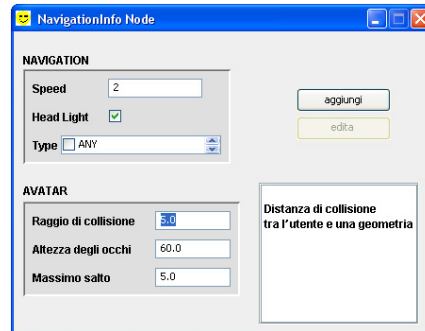 NavigationInfo Node
NAVIGATION
Speed 2
Head Light
Type ANY
aggiungi
edita
AVATAR
Raggio di collisione 5.0
Altezza degli occhi 60.0
Massimo salto 5.0
Distanza di collisione
tra l'utente e una geometria